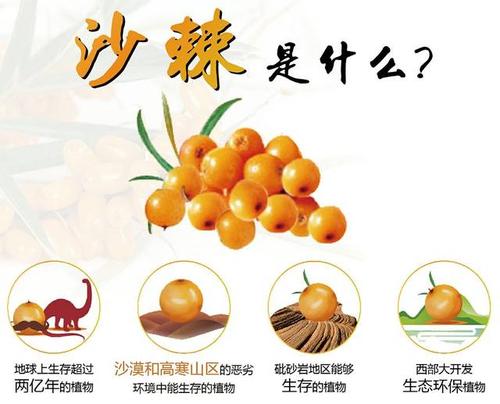 沙棘是什么?
地球上生存超过
两亿年的植物
沙漠和高寒山区的恶劣
环境中能生存的植物
砒砂岩地区能够
生存的植物
西部大开发
生态环保植物